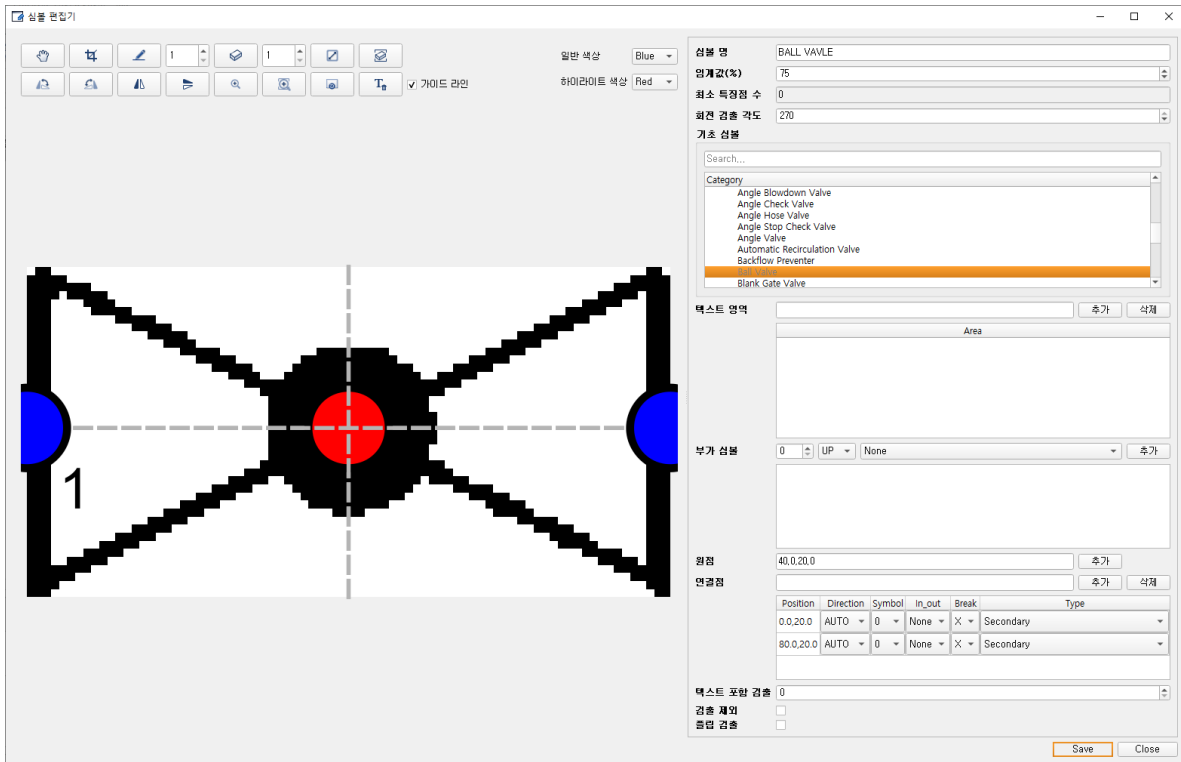 심볼 편집기
1 1 일반 색상 Blue
가이드 라인 하이라이트 색상 Red
심볼 명 BALL VAVLE
임계값(%) 75
최소 특징점 수 0
회전 검출 각도 270
기초 심볼
Search...
Category
Angle Blowdown Valve
Angle Check Valve
Angle Hose Valve
Angle Stop Check Valve
Angle Valve
Automatic Recirculation Valve
Backflow Preventer
Ball Valve
Blank Gate Valve
텍스트 영역 추가 삭제
Area
1
부가 심볼 0 UP None 추가
원점 40,0,20,0 추가
연결점 추가 삭제
Position Direction Symbol In_out Break Type
0.0,20.0 AUTO 0 None X Secondary
80.0,20.0 AUTO 0 None X Secondary
텍스트 포함 검출 0
검출 제외
플립 검출
Save Close